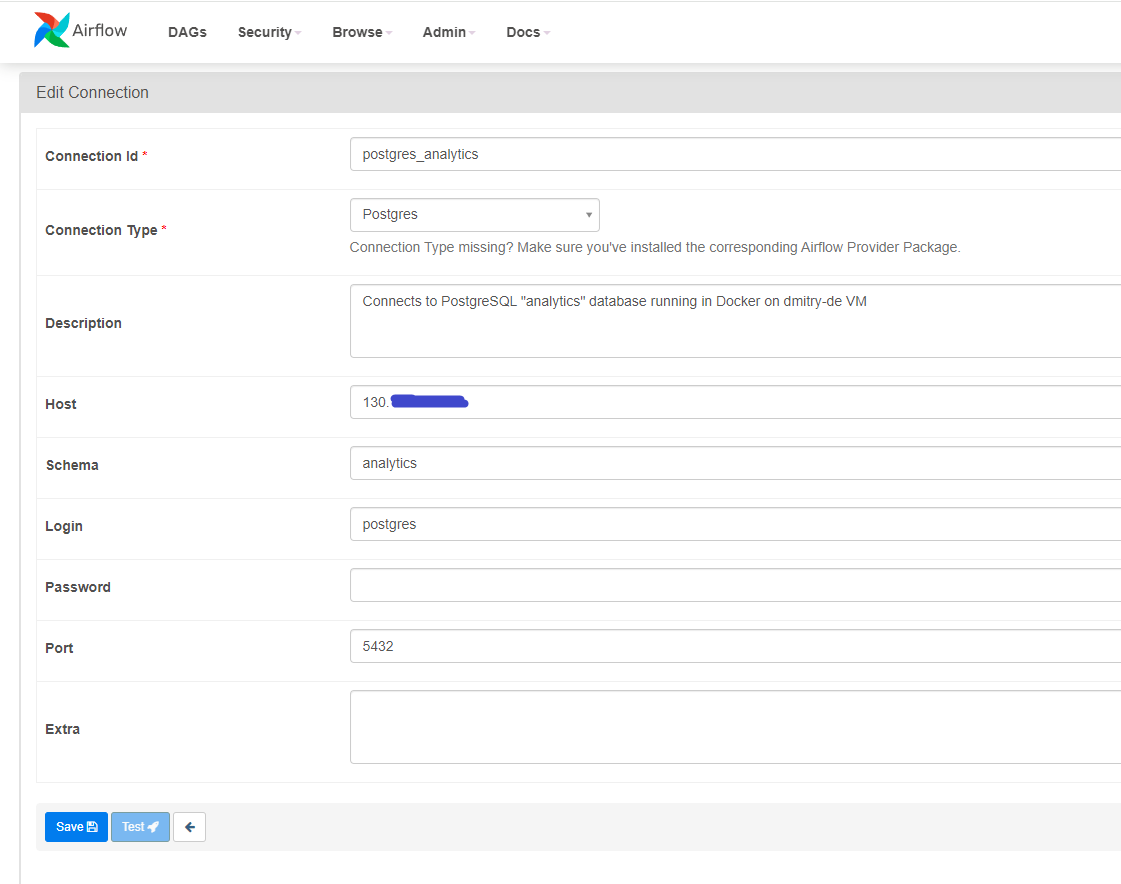 Airflow DAGs Security Browse Admin Docs
Edit Connection
Connection Id * postgres_analytics
Connection Type * Postgres
Connection Type missing? Make sure you've installed the corresponding Airflow Provider Package.
Description Connects to PostgreSQL "analytics" database running in Docker on dmitry-de VM
Host 130.
Schema analytics
Login postgres
Password
Port 5432
Extra
Save Test